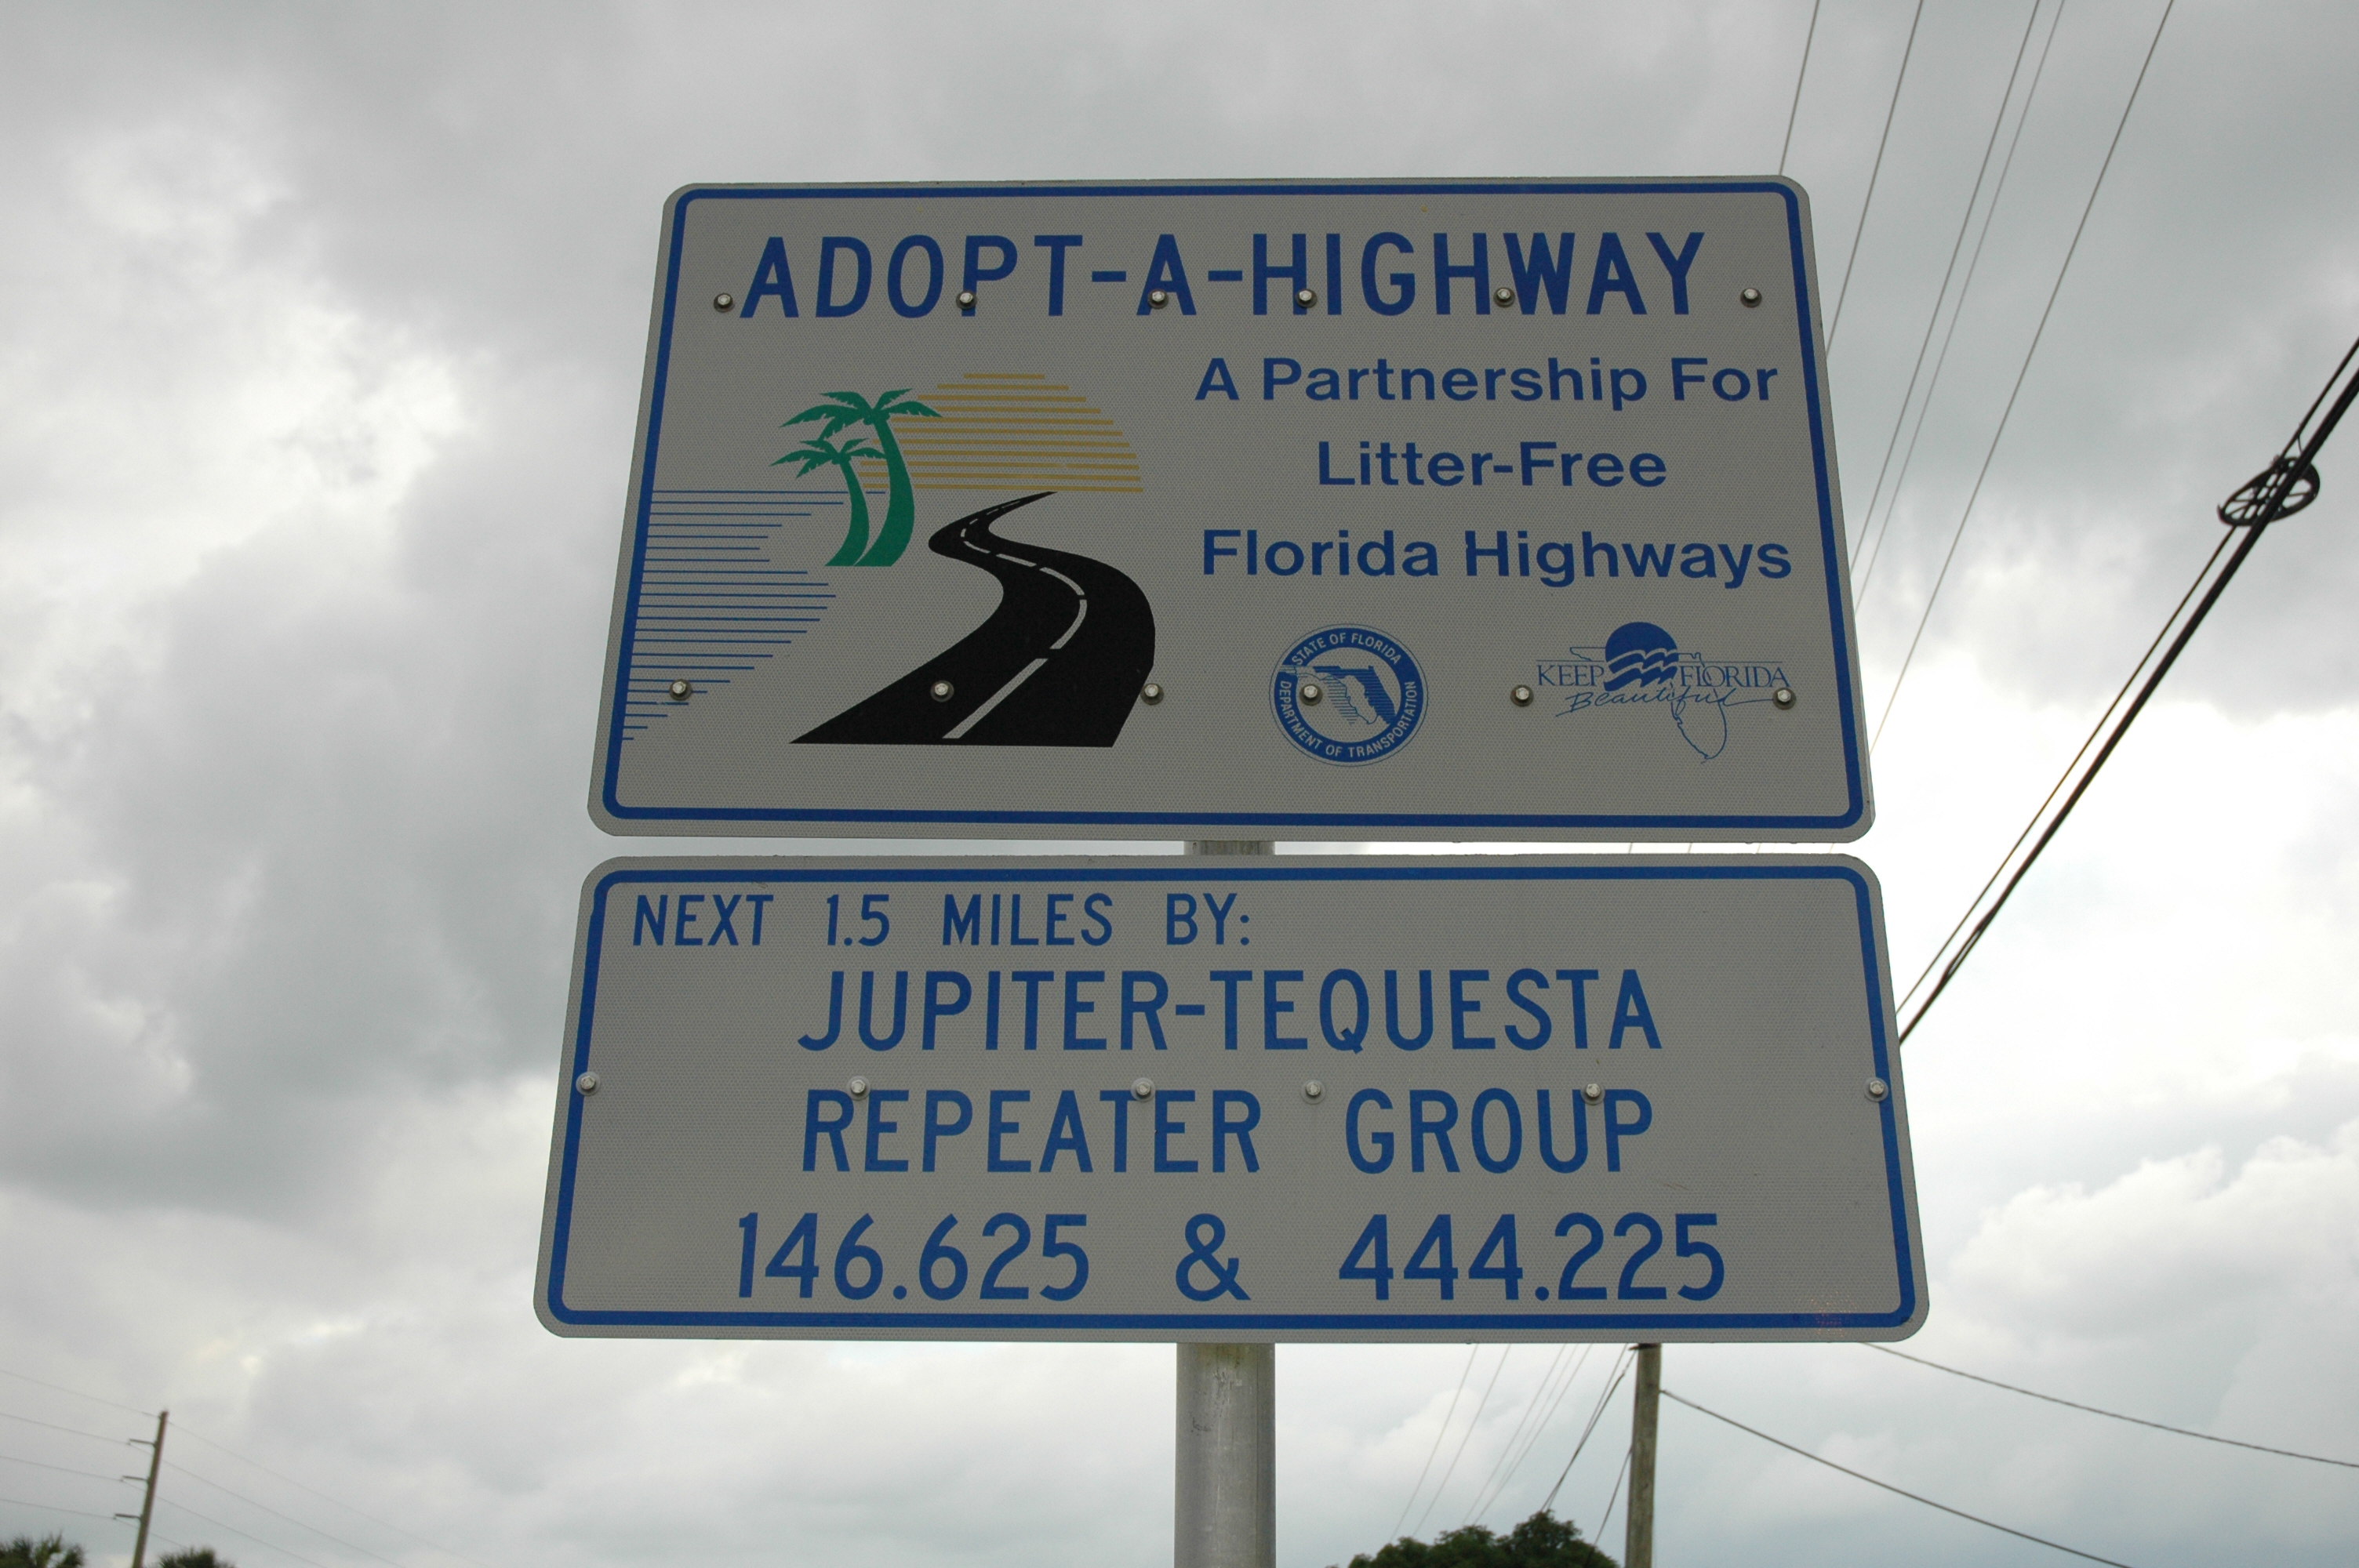 ADOPT-A-HIGHWAY
A Partnership For
Litter-Free
Florida Highways
STATE OF FLORIDA
DEPARTMENT OF TRANSPORTATION
KEEP FLORIDA
Beautiful
NEXT 1.5 MILES BY:
JUPITER-TEQUESTA
REPEATER GROUP
146.625 & 444.225